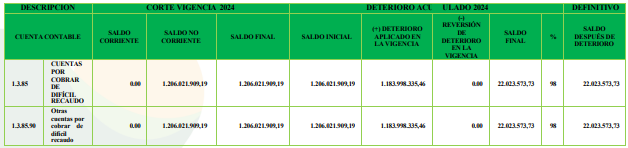 DESCRIPCION CORTE VIGENCIA 2024 DETERIORO ACU ULADO 2024 DEFINITIVO
CUENTA CONTABLE SALDO CORRIENTE SALDO NO CORRIENTE SALDO FINAL SALDO INICIAL (+) DETERIORO APLICADO EN LA VIGENCIA (-) REVERSIÓN DE DETERIORO EN LA VIGENCIA SALDO FINAL % SALDO DESPUÉS DE DETERIORO
1.3.85 CUENTAS POR COBRAR DE DIFÍCIL RECAUDO 0.00 1.206.021.909,19 1.206.021.909,19 1.206.021.909,19 1.183.998.335,46 0.00 22.023.573,73 98 22.023.573,73
1.3.85.90 Otras cuentas por cobrar de difícil recaudo 0.00 1.206.021.909,19 1.206.021.909,19 1.206.021.909,19 1.183.998.335,46 0.00 22.023.573,73 98 22.023.573,73